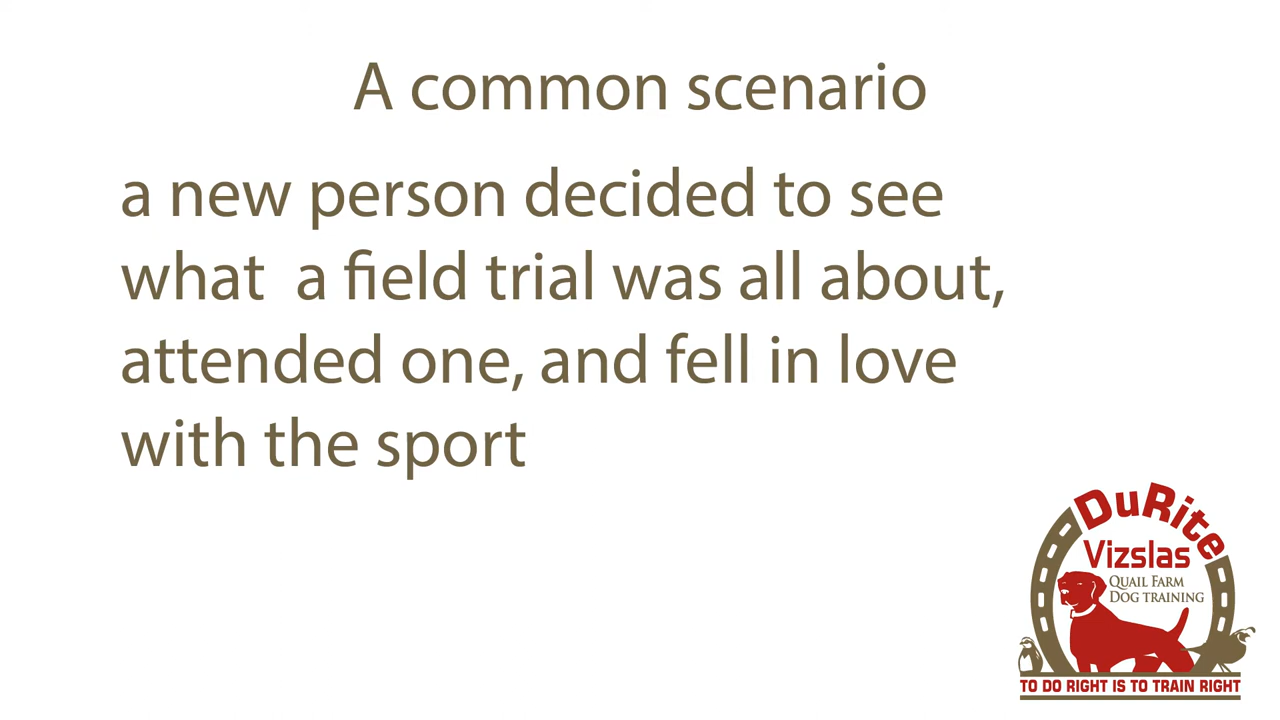 A common scenario
a new person decided to see
what  a field trial was all about,
attended one, and fell in love
with the sport
DuRite
Vizslas
Quail Farm
Dog training
TO DO RIGHT IS TO TRAIN RIGHT